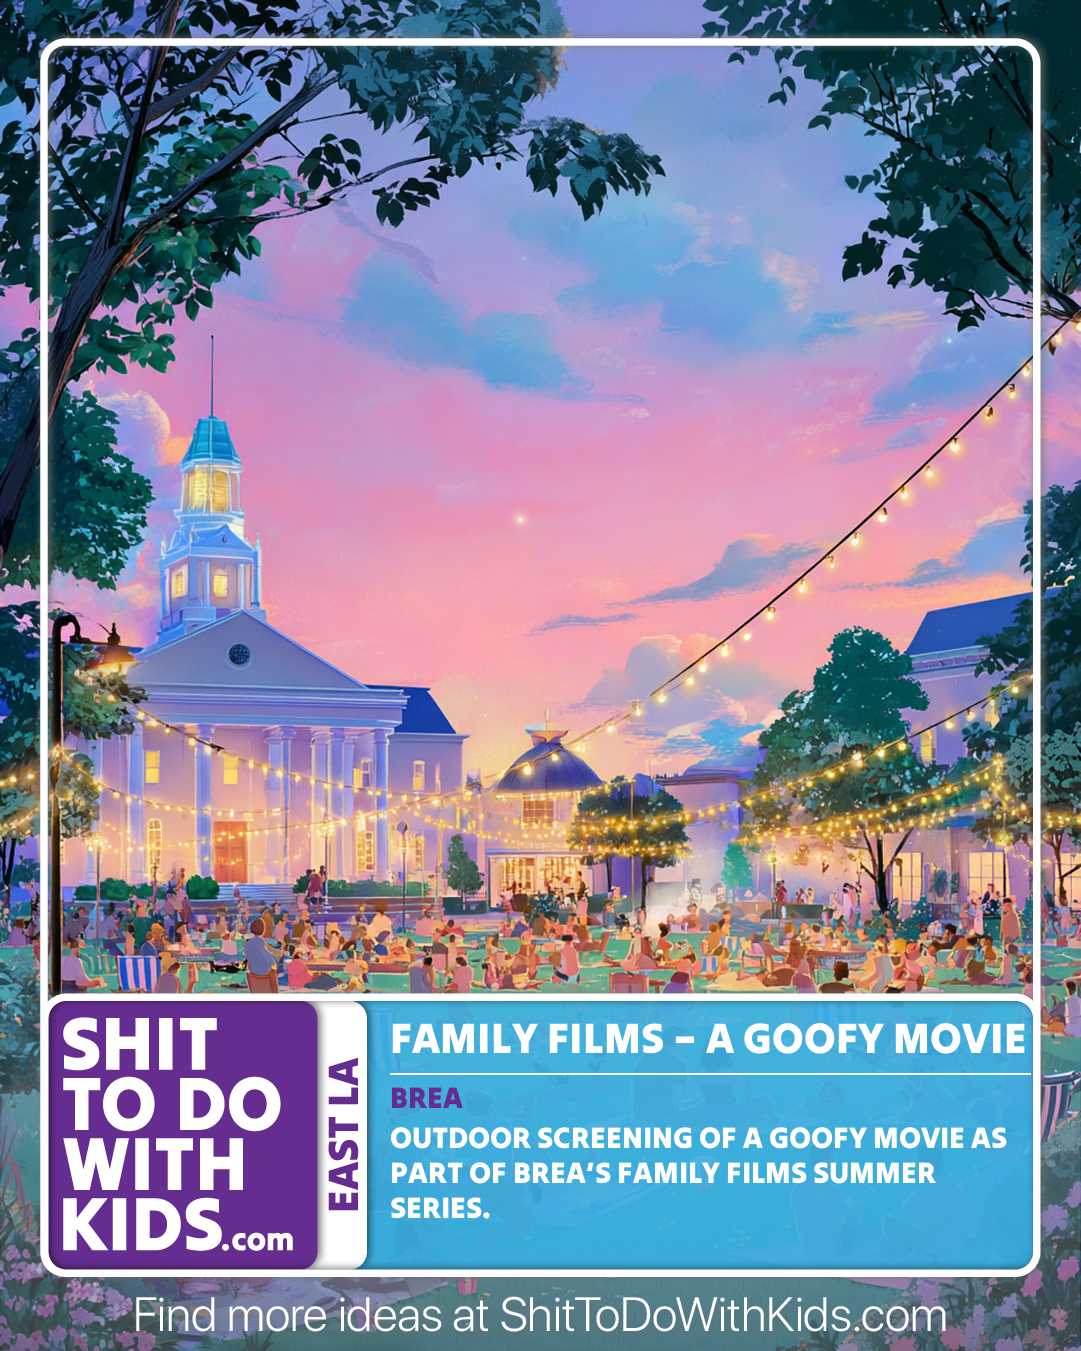 SHIT
TO DO
WITH
KIDS.com
EAST LA
FAMILY FILMS – A GOOFY MOVIE
BREA
OUTDOOR SCREENING OF A GOOFY MOVIE AS
PART OF BREA’S FAMILY FILMS SUMMER
SERIES.
Find more ideas at ShitToDoWithKids.com